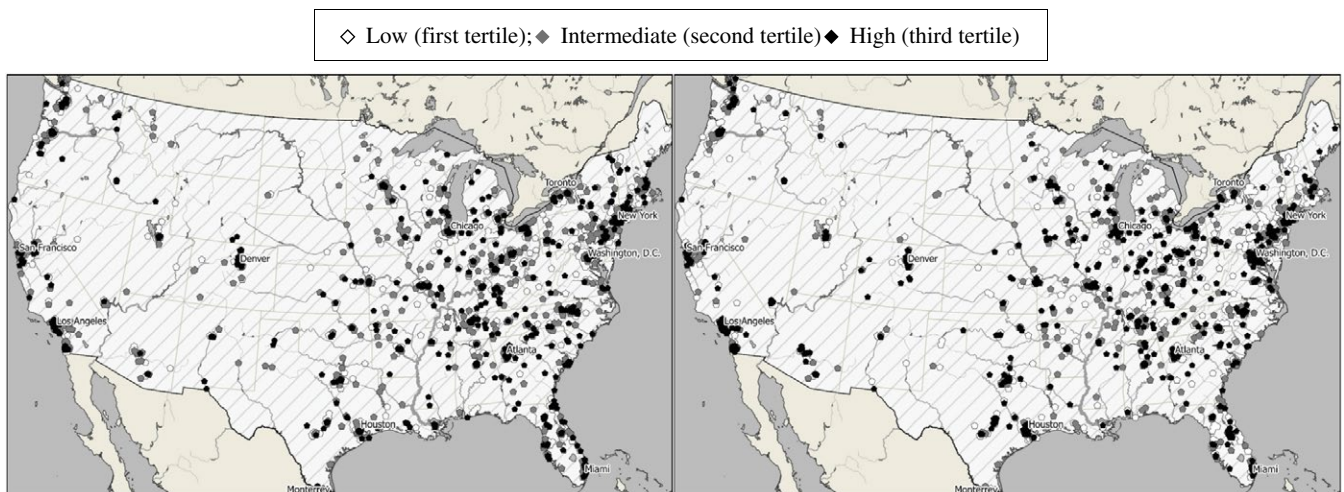 Low (first tertile); Intermediate (second tertile) High (third tertile)
Toronto
New York
Chicago
San Francisco
Washington, D.C.
Denver
Los Angeles
Atlanta
Houston
Miami
Monterrey
Toronto
New York
Chicago
San Francisco
Washington, D.C.
Denver
Los Angeles
Atlanta
Houston
Miami
Monterrey